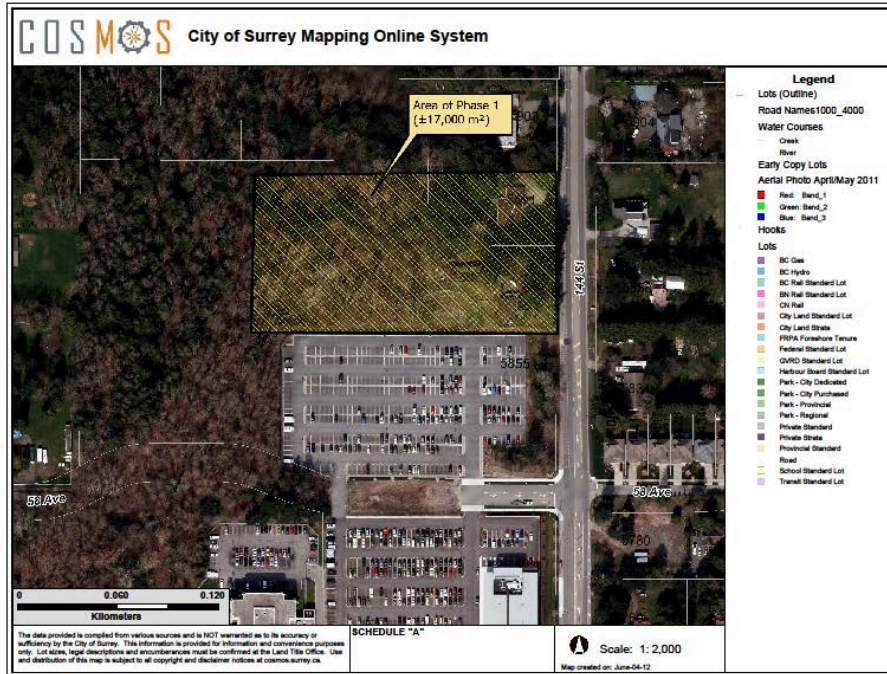 COSMOS City of Surrey Mapping Online System
Area of Phase 1
(±17,000 m²)
5904
144 St
5855
58 Ave
58 Ave
5780
0 0.060 0.120
Kilometers
Legend
Lots (Outline)
Road Names1000_4000
Water Courses
Creek
River
Early Copy Lots
Aerial Photo April/May 2011
Red: Band_1
Green: Band_2
Blue: Band_3
Hooks
Lots
BC Gas
BC Hydro
BC Rail Standard Lot
BN Rail Standard Lot
CN Rail
City Land Standard Lot
City Land Strata
FRPA Foreshore Tenure
Federal Standard Lot
GVRD Standard Lot
Harbour Board Standard Lot
Park - City Dedicated
Park - City Purchased
Park - Provincial
Park - Regional
Private Standard
Private Strata
Provincial Standard
Road
School Standard Lot
Transit Standard Lot
The data provided is compiled from various sources and is NOT warranted as to its accuracy or
sufficiency by the City of Surrey. This information is provided for information and convenience purposes
only. Lot sizes, legal descriptions and encumbrances must be confirmed at the Land Title Office. Use
and distribution of this map is subject to all copyright and disclaimer notices at cosmos.surrey.ca.
SCHEDULE "A"
Scale: 1: 2,000
Map created on: June-04-12